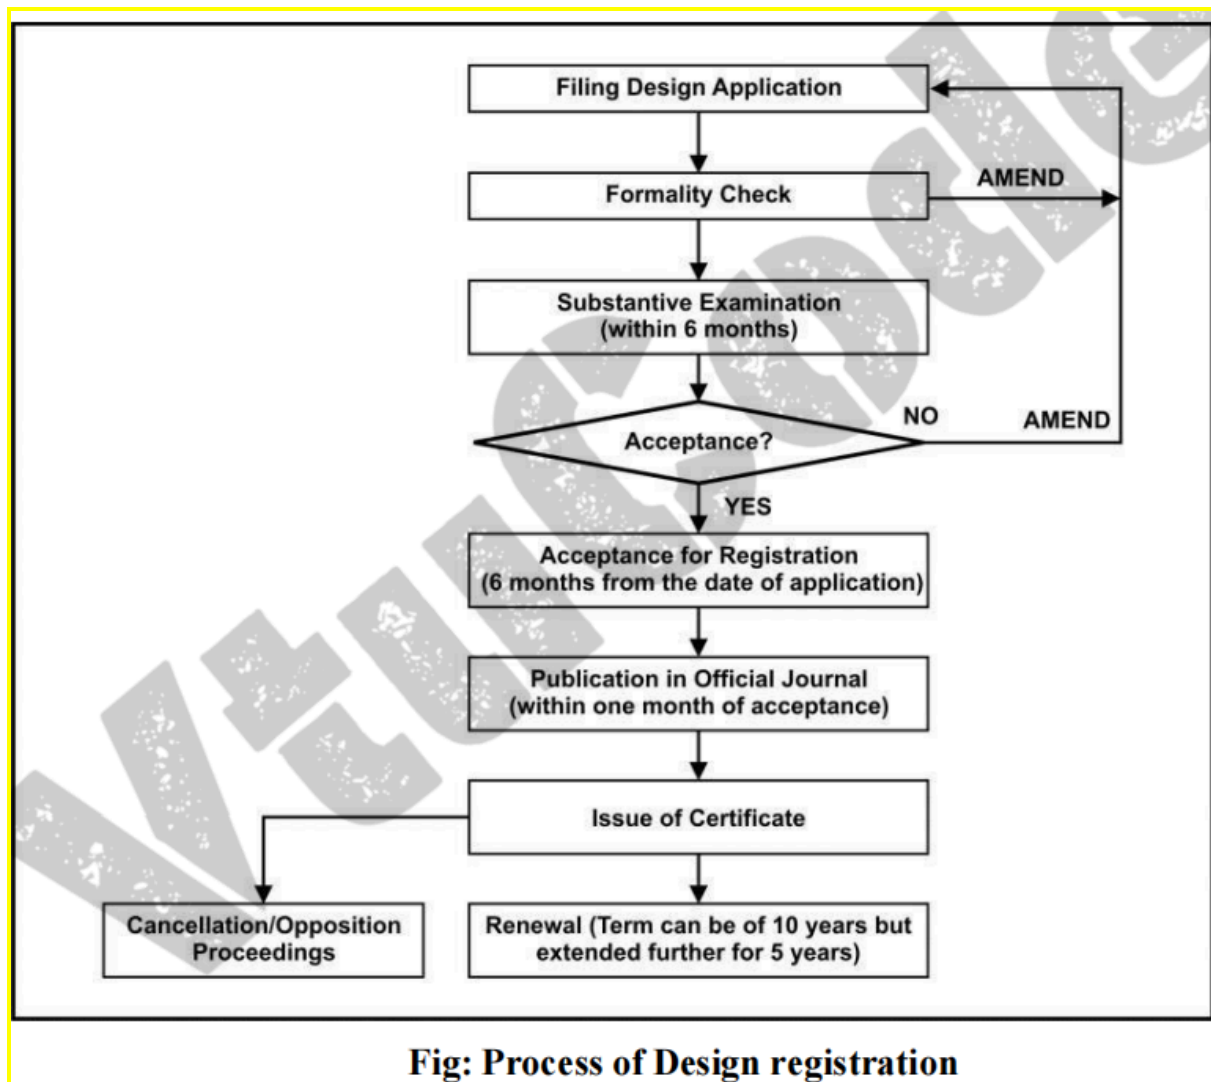 Filing Design Application
Formality Check
AMEND
Substantive Examination
(within 6 months)
Acceptance?
NO
AMEND
YES
Acceptance for Registration
(6 months from the date of application)
Publication in Official Journal
(within one month of acceptance)
Issue of Certificate
Cancellation/Opposition
Proceedings
Renewal (Term can be of 10 years but
extended further for 5 years)
Fig: Process of Design registration
Vtucode